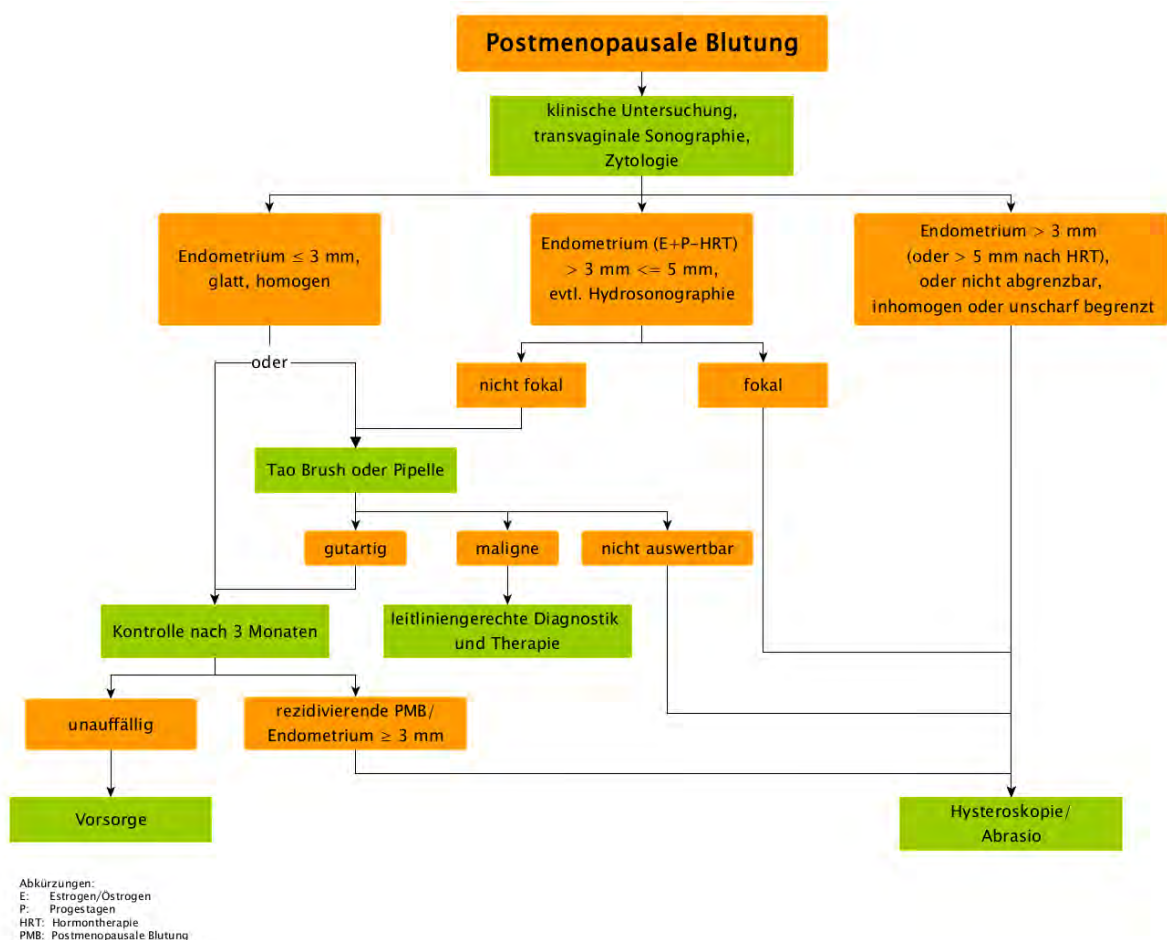 Postmenopausale Blutung
klinische Untersuchung,
transvaginale Sonographie,
Zytologie
Endometrium ≤ 3 mm,
glatt, homogen
Endometrium (E+P-HRT)
> 3 mm <= 5 mm,
evtl. Hydrosonographie
Endometrium > 3 mm
(oder > 5 mm nach HRT),
oder nicht abgrenzbar,
inhomogen oder unscharf begrenzt
oder
nicht fokal
fokal
Tao Brush oder Pipelle
gutartig
maligne
nicht auswertbar
Kontrolle nach 3 Monaten
leitliniengerechte Diagnostik
und Therapie
unauffällig
rezidivierende PMB/
Endometrium ≥ 3 mm
Vorsorge
Hysteroskopie/
Abrasio
Abkürzungen:
E: Estrogen/Östrogen
P: Progestagen
HRT: Hormontherapie
PMB: Postmenopausale Blutung